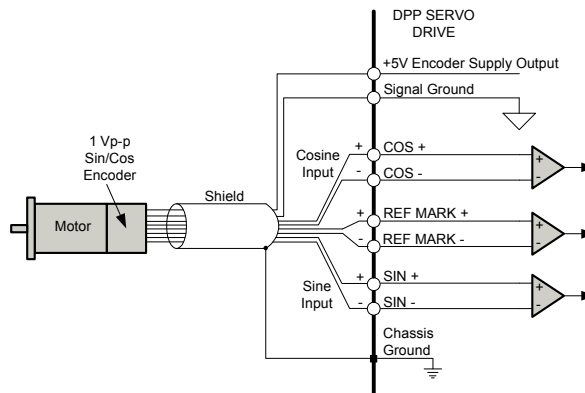 DPP SERVO
DRIVE
+5V Encoder Supply Output
Signal Ground
1 Vp-p
Sin/Cos
Encoder
Cosine
Input
+ COS + +
- COS - -
Shield
Motor
+ REF MARK + +
- REF MARK - -
Sine
Input
+ SIN + +
- SIN - -
Chassis
Ground